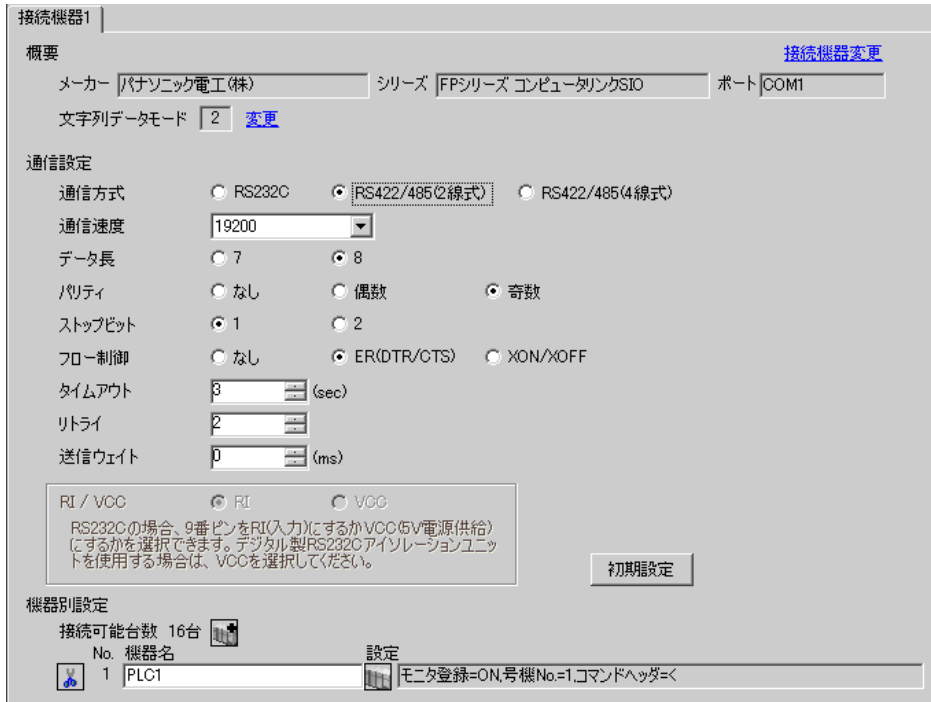 接続機器1
概要 接続機器変更
メーカー パナソニック電工(株) シリーズ FPシリーズ コンピュータリンクSIO ポート COM1
文字列データモード 2 変更
通信設定
通信方式 RS232C RS422/485(2線式) RS422/485(4線式)
通信速度 19200
データ長 7 8
パリティ なし 偶数 奇数
ストップビット 1 2
フロー制御 なし ER(DTR/CTS) XON/XOFF
タイムアウト 3 (sec)
リトライ 2
送信ウェイト 0 (ms)
RI / VCC RI VCC
RS232Cの場合、9番ピンをRI(入力)にするかVCC(5V電源供給)
にするかを選択できます。デジタル製RS232Cアイソレーションユニッ
トを使用する場合は、VCCを選択してください。
初期設定
機器別設定
接続可能台数 16台
No. 機器名 設定
1 PLC1 モニタ登録=ON,号機No.=1,コマンドヘッダ=<